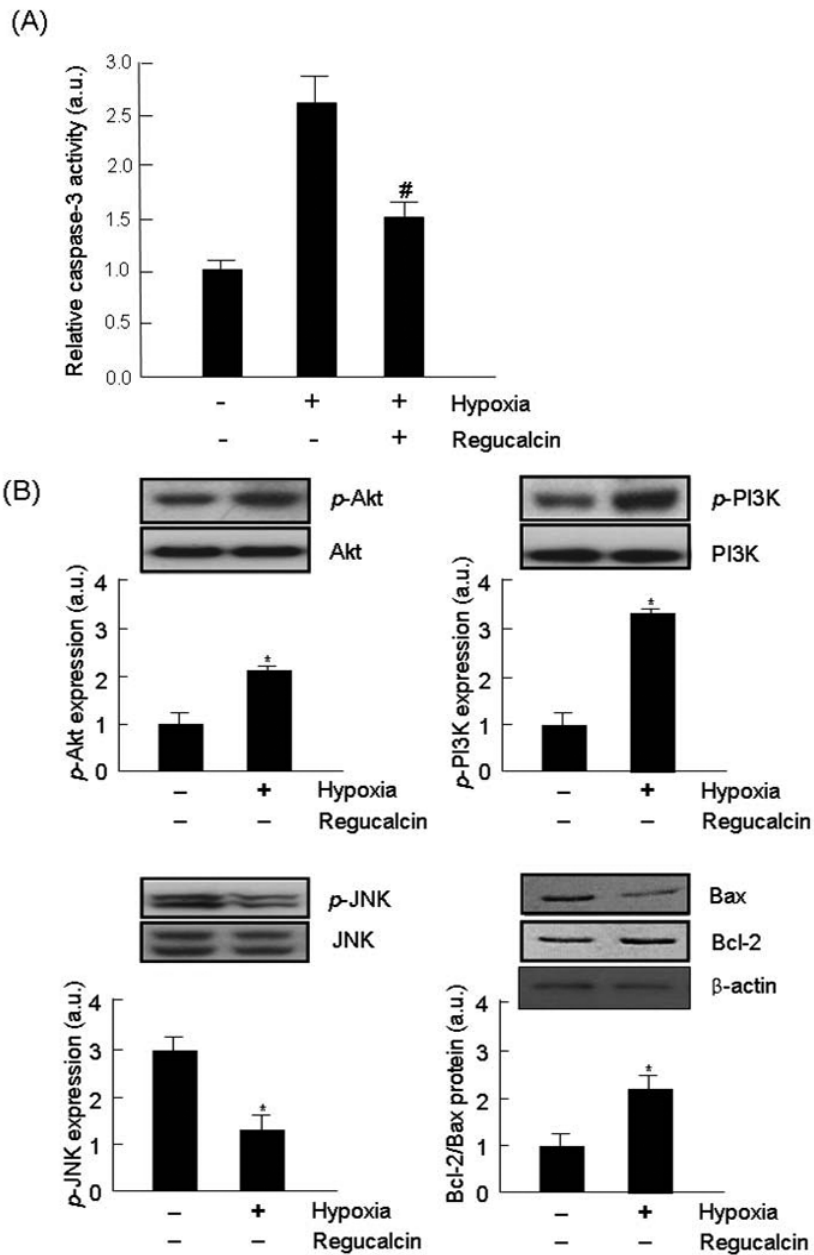 (A)
Relative caspase-3 activity (a.u.)
3.0
2.5
2.0
1.5
1.0
0.5
0.0
#
- + + Hypoxia
- - + Regucalcin
(B)
p-Akt
Akt
p-Akt expression (a.u.)
4
3
2
1
0
*
- + Hypoxia
- - Regucalcin
p-PI3K
PI3K
p-PI3K expression (a.u.)
4
3
2
1
0
*
- + Hypoxia
- - Regucalcin
p-JNK
JNK
p-JNK expression (a.u.)
4
3
2
1
0
*
- + Hypoxia
- - Regucalcin
Bax
Bcl-2
β-actin
Bcl-2/Bax protein (a.u.)
4
3
2
1
0
*
- + Hypoxia
- - Regucalcin